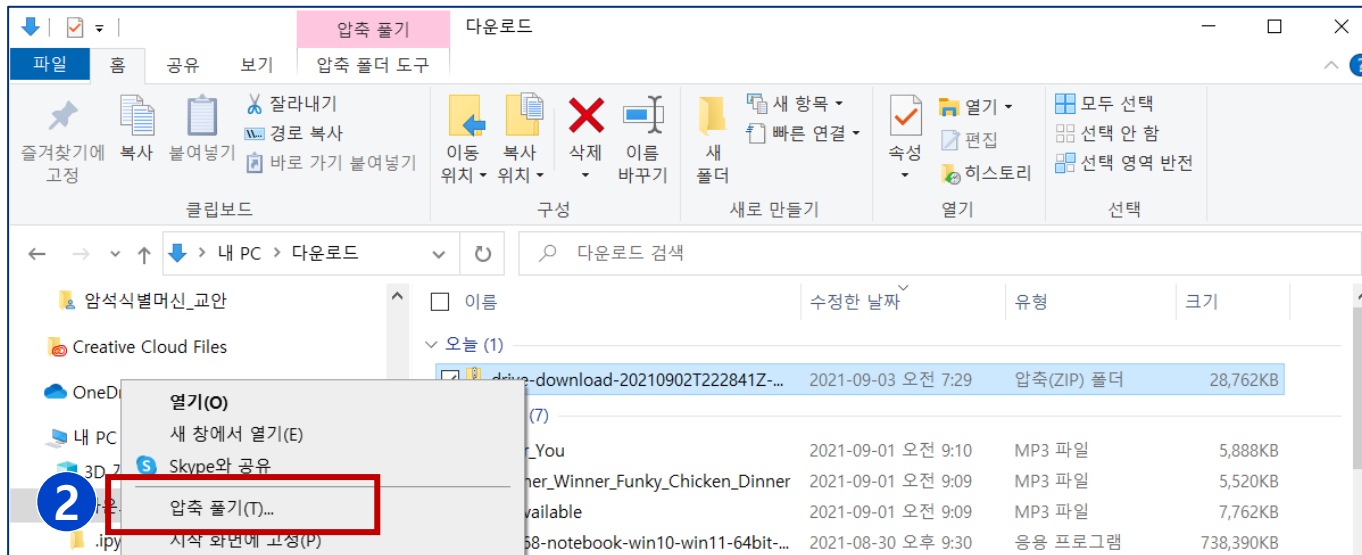 압축 풀기 다운로드
파일 홈 공유 보기 압축 폴더 도구
즐겨찾기에 고정
복사
붙여넣기
잘라내기
경로 복사
바로 가기 붙여넣기
클립보드
이동 위치
복사 위치
삭제
이름 바꾸기
구성
새 폴더
새 항목
빠른 연결
새로 만들기
속성
열기
편집
히스토리
열기
모두 선택
선택 안 함
선택 영역 반전
선택
내 PC > 다운로드
다운로드 검색
이름 수정한 날짜 유형 크기
암석식별머신_교안
Creative Cloud Files
내 PC
3D
.ipy
오늘 (1)
drive-download-20210902T222841Z-... 2021-09-03 오전 7:29 압축(ZIP) 폴더 28,762KB
(7)
_You 2021-09-01 오전 9:10 MP3 파일 5,888KB
ner_Winner_Funky_Chicken_Dinner 2021-09-01 오전 9:09 MP3 파일 5,520KB
vailable 2021-09-01 오전 9:09 MP3 파일 7,762KB
68-notebook-win10-win11-64bit-... 2021-08-30 오후 9:30 응용 프로그램 738,390KB
열기(O)
새 창에서 열기(E)
Skype와 공유
2
압축 풀기(T)...
시작 화면에 고정(P)